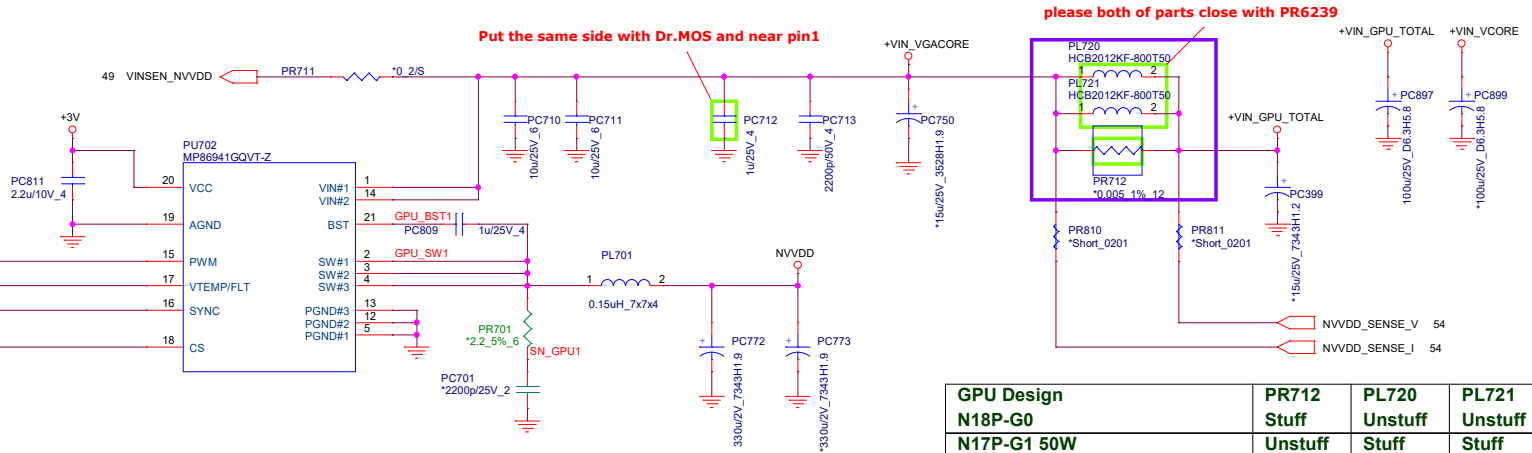 please both of parts close with PR6239
Put the same side with Dr.MOS and near pin1
+VIN_VGACORE
PL720
HCB2012KF-800T50
1 2
PL721
HCB2012KF-800T50
1 2
PR712
*0.005_1%_12
+VIN_GPU_TOTAL
+VIN_VCORE
PC897
100u/25V_D6.3H5.8
PC899
*100u/25V_D6.3H5.8
49 VINSEN_NVVDD
PR711
*0_2/S
PC710
10u/25V_6
PC711
10u/25V_6
PC712
1u/25V_4
PC713
2200p/50V_4
PC750
*15u/25V_3528H1.9
+VIN_GPU_TOTAL
PC399
*15u/25V_7343H1.2
PR810
*Short_0201
PR811
*Short_0201
NVVDD_SENSE_V 54
NVVDD_SENSE_I 54
+3V
PC811
2.2u/10V_4
PU702
MP86941GQVT-Z
20 VCC
19 AGND
15 PWM
17 VTEMP/FLT
16 SYNC
18 CS
VIN#1 1
VIN#2 14
BST 21
SW#1 2
SW#2 3
SW#3 4
PGND#3 13
PGND#2 12
PGND#1 5
GPU_BST1
PC809
1u/25V_4
GPU_SW1
PL701
1 2
0.15uH_7x7x4
NVVDD
PR701
*2.2_5%_6
SN_GPU1
PC701
*2200p/25V_2
PC772
330u/2V_7343H1.9
PC773
*330u/2V_7343H1.9
GPU Design PR712 PL720 PL721
N18P-G0 Stuff Unstuff Unstuff
N17P-G1 50W Unstuff Stuff Stuff